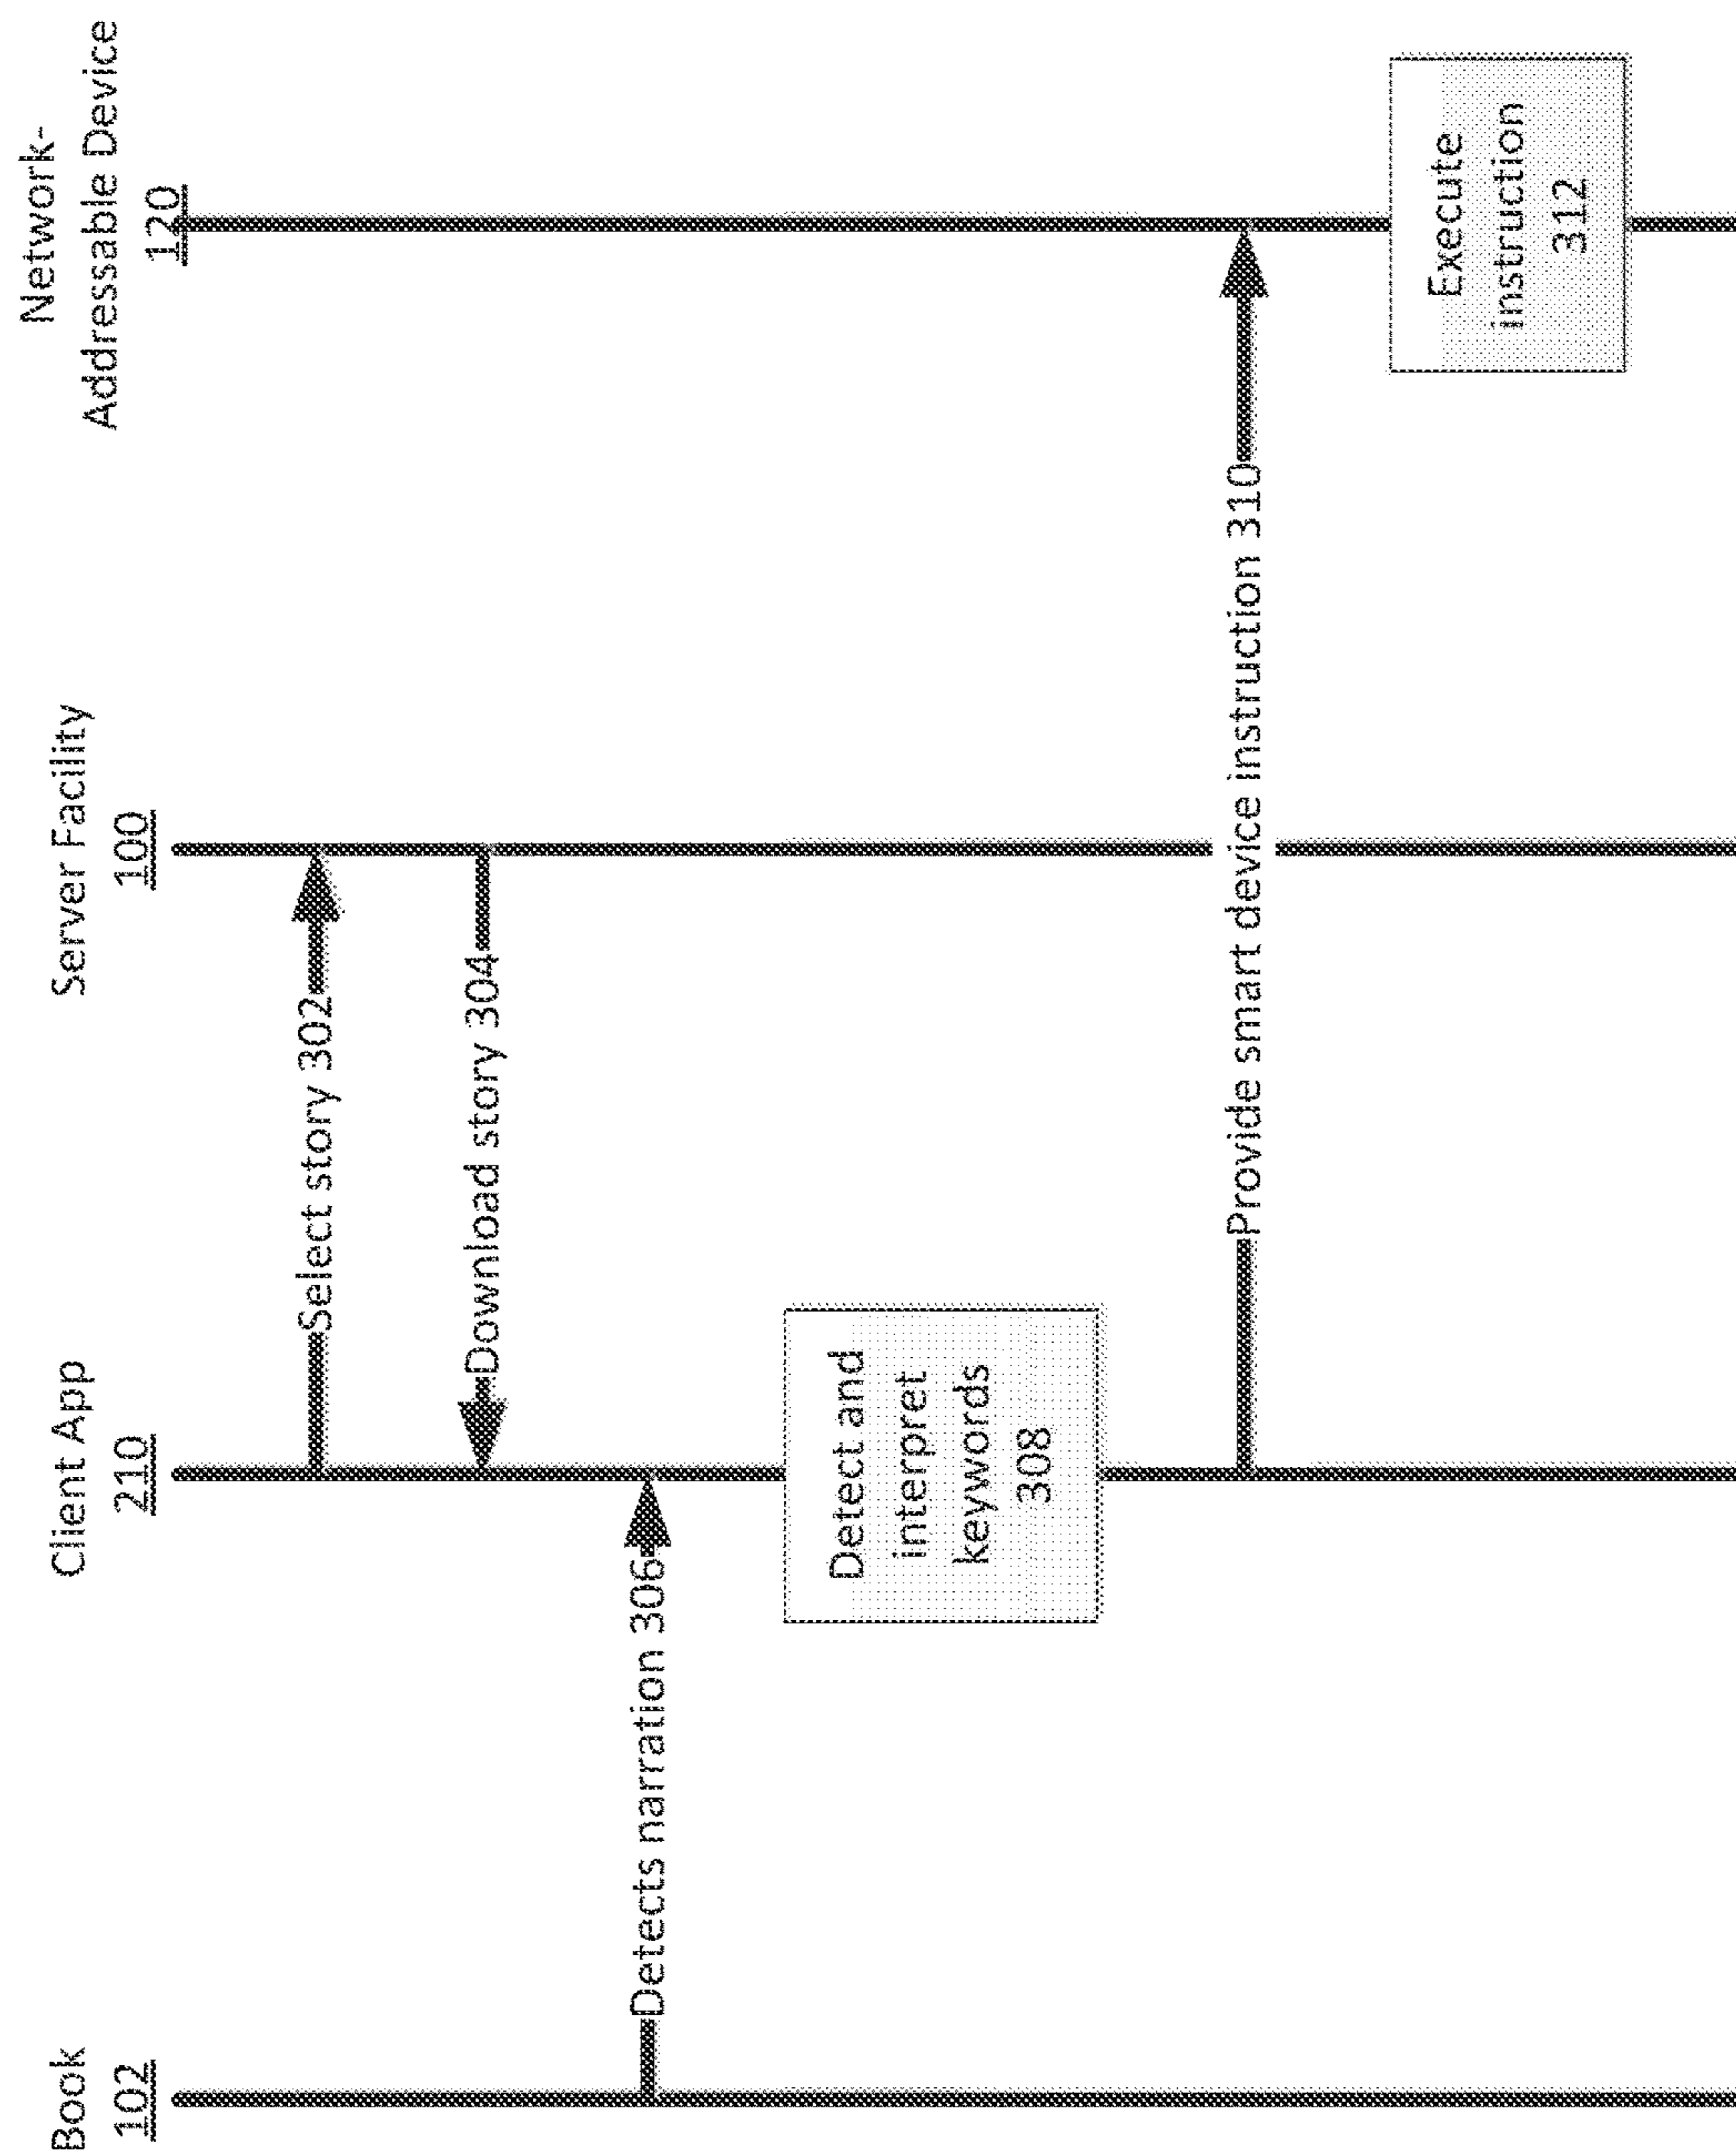 Book
102
Client App
210
Server Facility
100
Network-
Addressable Device
120
Select story 302
Download story 304
Detects narration 306
Detect and
interpret
keywords
308
Provide smart device instruction 310
Execute
instruction
312